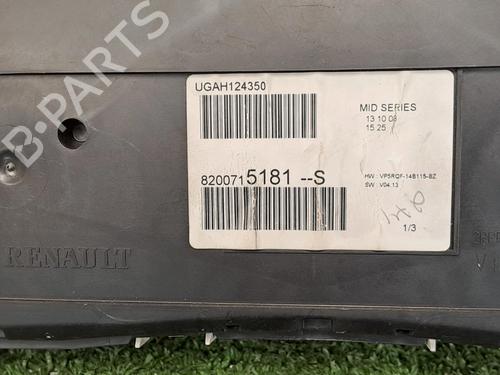 B-PARTS
UGAH124350
MID SERIES
13 10 08
15 25
8200715181 --S
HW : VP5RQF-14B115-BZ
SW : V04.13
1/3
RENAULT